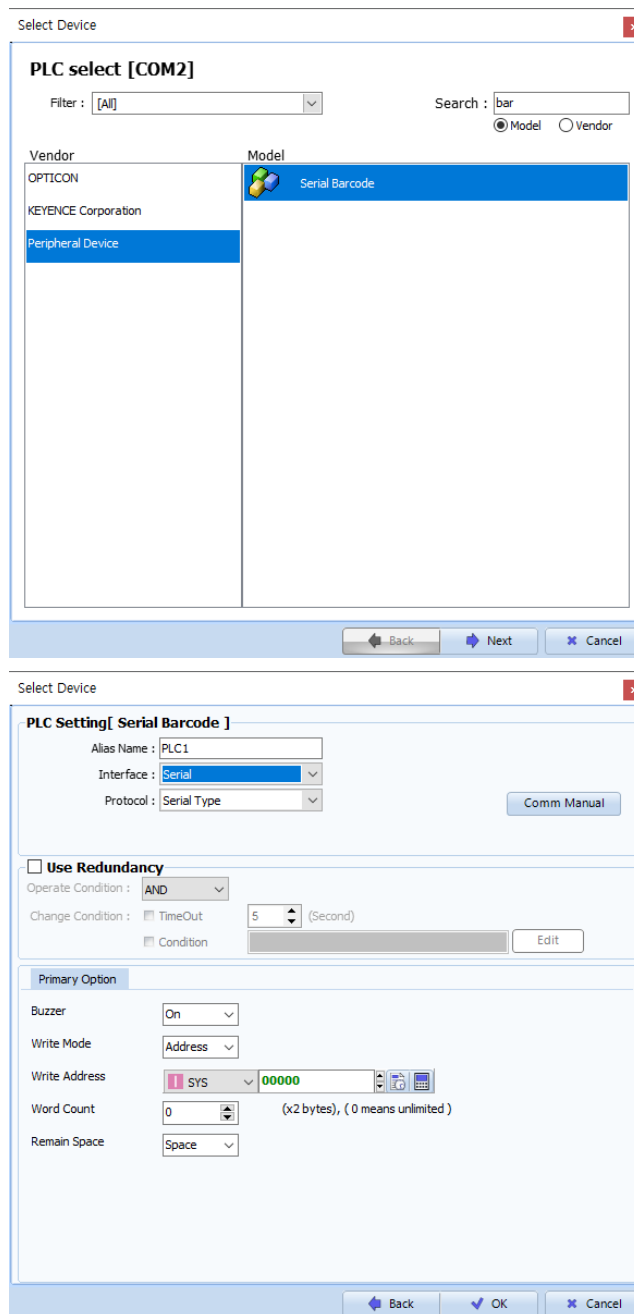 Select Device
PLC select [COM2]
Filter : [All] Search : bar
Model Vendor
Vendor Model
OPTICON Serial Barcode
KEYENCE Corporation
Peripheral Device
Back Next Cancel
Select Device
PLC Setting[ Serial Barcode ]
Alias Name : PLC1
Interface : Serial
Protocol : Serial Type Comm Manual
Use Redundancy
Operate Condition : AND
Change Condition : TimeOut 5 (Second)
Condition Edit
Primary Option
Buzzer On
Write Mode Address
Write Address I SYS 00000
Word Count 0 (x2 bytes), ( 0 means unlimited )
Remain Space Space
Back OK Cancel